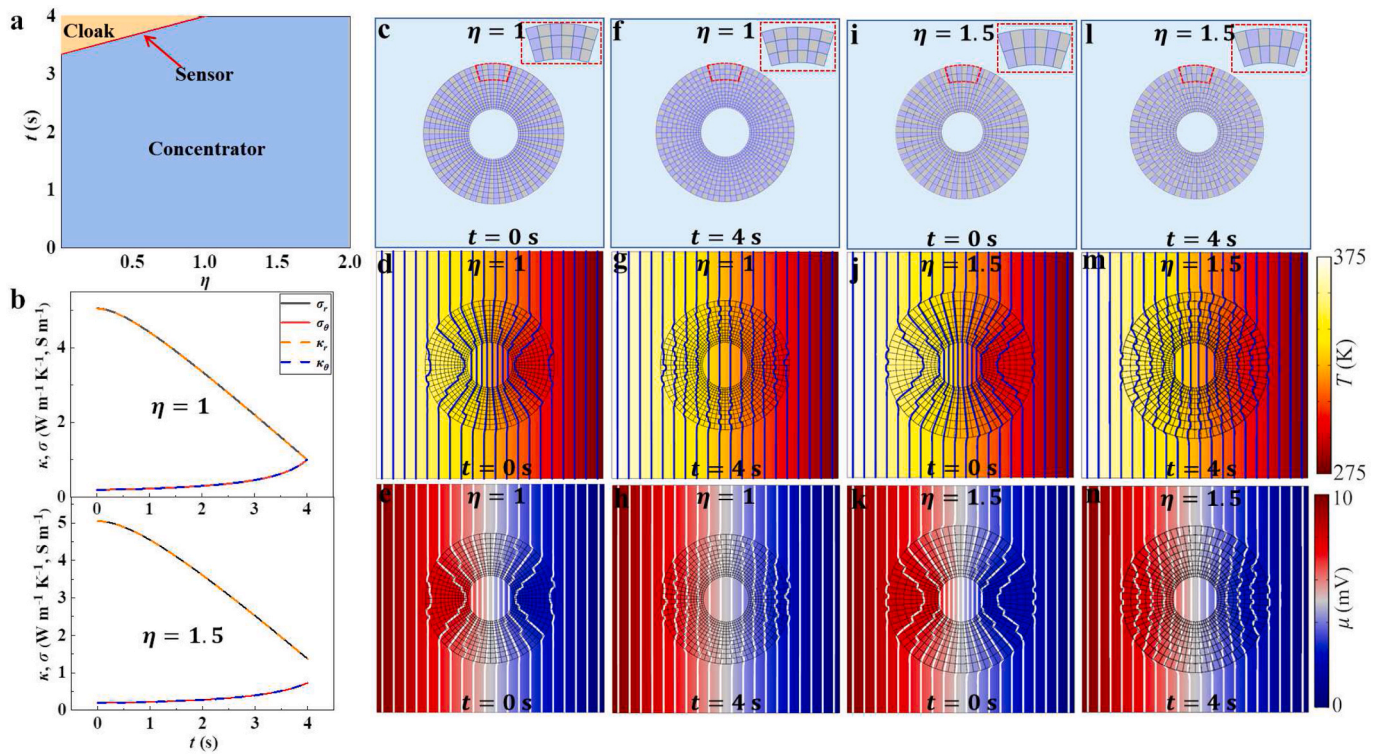 a
4
3
2
1
0
t (s)
Cloak
Sensor
Concentrator
0.5
1.0
1.5
2.0
η
b
κ, σ (W m⁻¹ K⁻¹, S m⁻¹)
4
2
0
σr
σθ
κr
κθ
η = 1
0
1
2
3
4
κ, σ (W m⁻¹ K⁻¹, S m⁻¹)
5
4
3
2
1
0
η = 1.5
0
1
2
3
4
t (s)
c
η = 1
t = 0 s
f
η = 1
t = 4 s
i
η = 1.5
t = 0 s
l
η = 1.5
t = 4 s
d
η = 1
t = 0 s
g
η = 1
t = 4 s
j
η = 1.5
t = 0 s
m
η = 1.5
t = 4 s
375
T (K)
275
e
η = 1
t = 0 s
h
η = 1
t = 4 s
k
η = 1.5
t = 0 s
n
η = 1.5
t = 4 s
10
μ (mV)
0